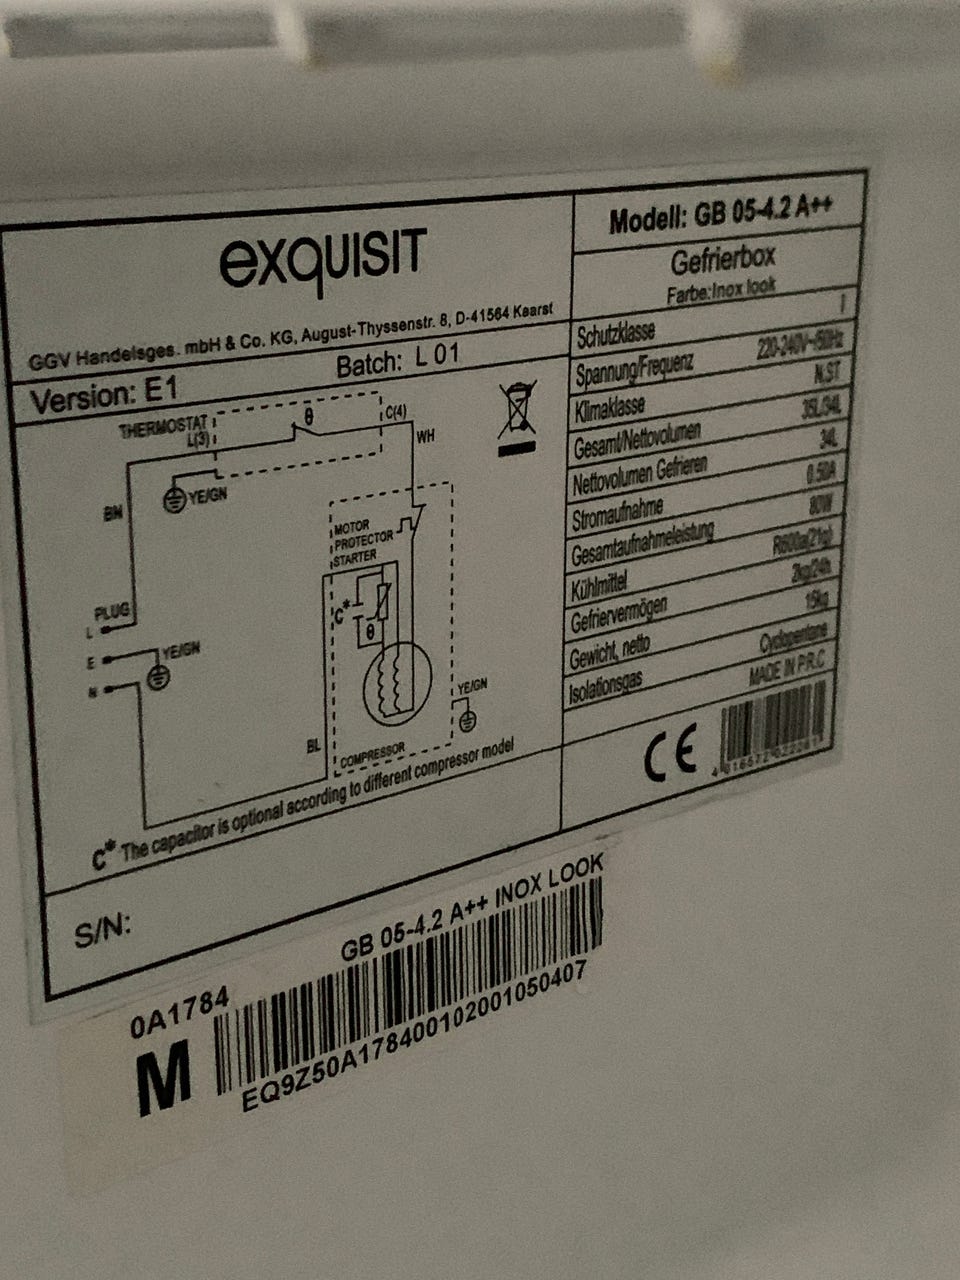 exquisit
GGV Handelsges. mbH & Co. KG, August-Thyssenstr. 8, D-41564 Kaarst
Version: E1 Batch: L 01
THERMOSTAT
L(3)
θ
C(4)
WH
YE/GN
BN
MOTOR
PROTECTOR
STARTER
C*
θ
PLUG
L
E
YE/GN
N
YE/GN
BL
COMPRESSOR
C* The capacitor is optional according to different compressor model
S/N:
Modell: GB 05-4.2 A++
Gefrierbox
Farbe:Inox look
Schutzklasse I
Spannung/Frequenz 220-240V~/50Hz
Klimaklasse N,ST
Gesamt/Nettovolumen 35L/34L
Nettovolumen Gefrieren 34L
Stromaufnahme 0.50A
Gesamtaufnahmeleistung 80W
Kühlmittel R600a(21g)
Gefriervermögen 2kg/24h
Gewicht, netto 15kg
Isolationsgas Cyclopentane
MADE IN P.R.C
CE
GB 05-4.2 A++ INOX LOOK
0A1784
M
EQ9Z50A178400102001050407